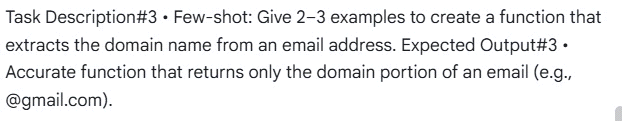 Task Description#3 • Few-shot: Give 2–3 examples to create a function that
extracts the domain name from an email address. Expected Output#3 •
Accurate function that returns only the domain portion of an email (e.g.,
@gmail.com).